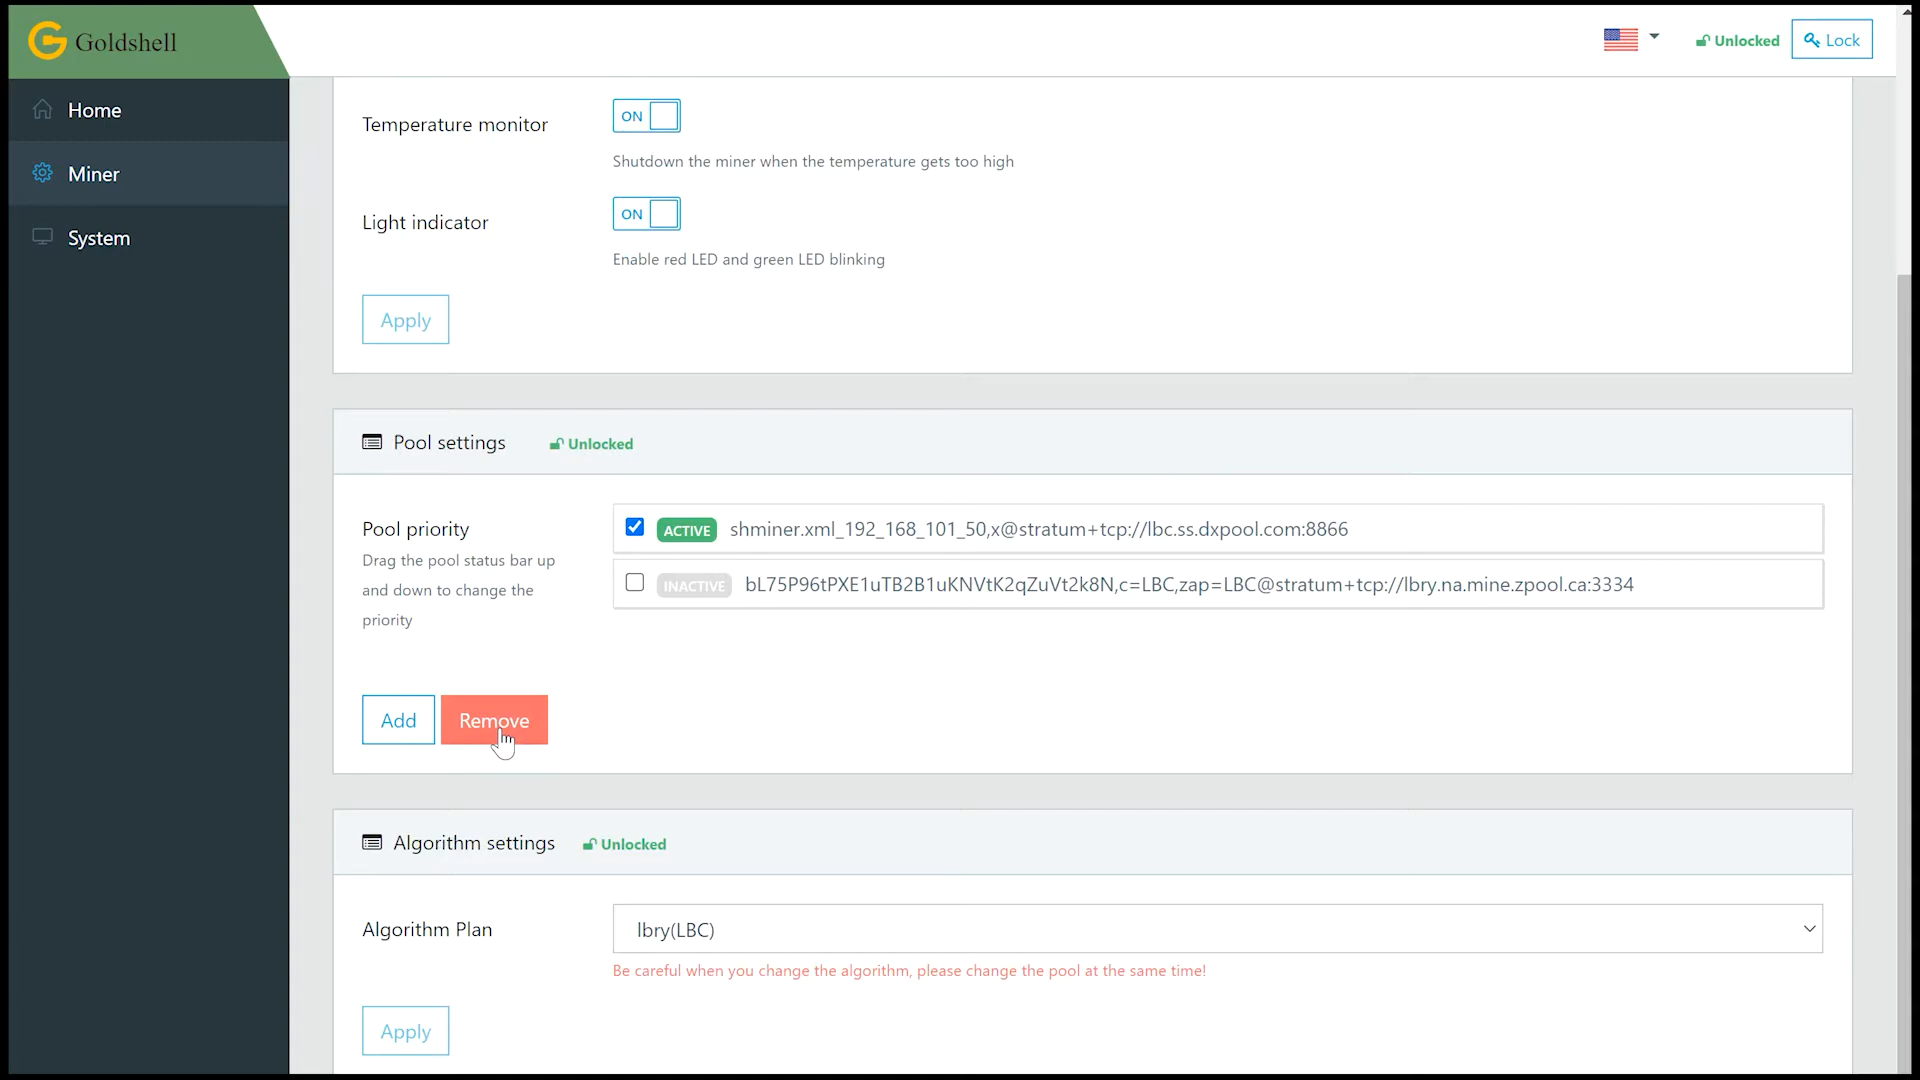 Goldshell
Unlocked
Lock
Home
Miner
System
Temperature monitor
ON
Shutdown the miner when the temperature gets too high
Light indicator
ON
Enable red LED and green LED blinking
Apply
Pool settings
Unlocked
Pool priority
Drag the pool status bar up
and down to change the
priority
ACTIVE shminer.xml_192_168_101_50,x@stratum+tcp://lbc.ss.dxpool.com:8866
INACTIVE bL75P96tPXE1uTB2B1uKNVtK2qZuVt2k8N,c=LBC,zap=LBC@stratum+tcp://lbry.na.mine.zpool.ca:3334
Add
Remove
Algorithm settings
Unlocked
Algorithm Plan
lbry(LBC)
Be careful when you change the algorithm, please change the pool at the same time!
Apply